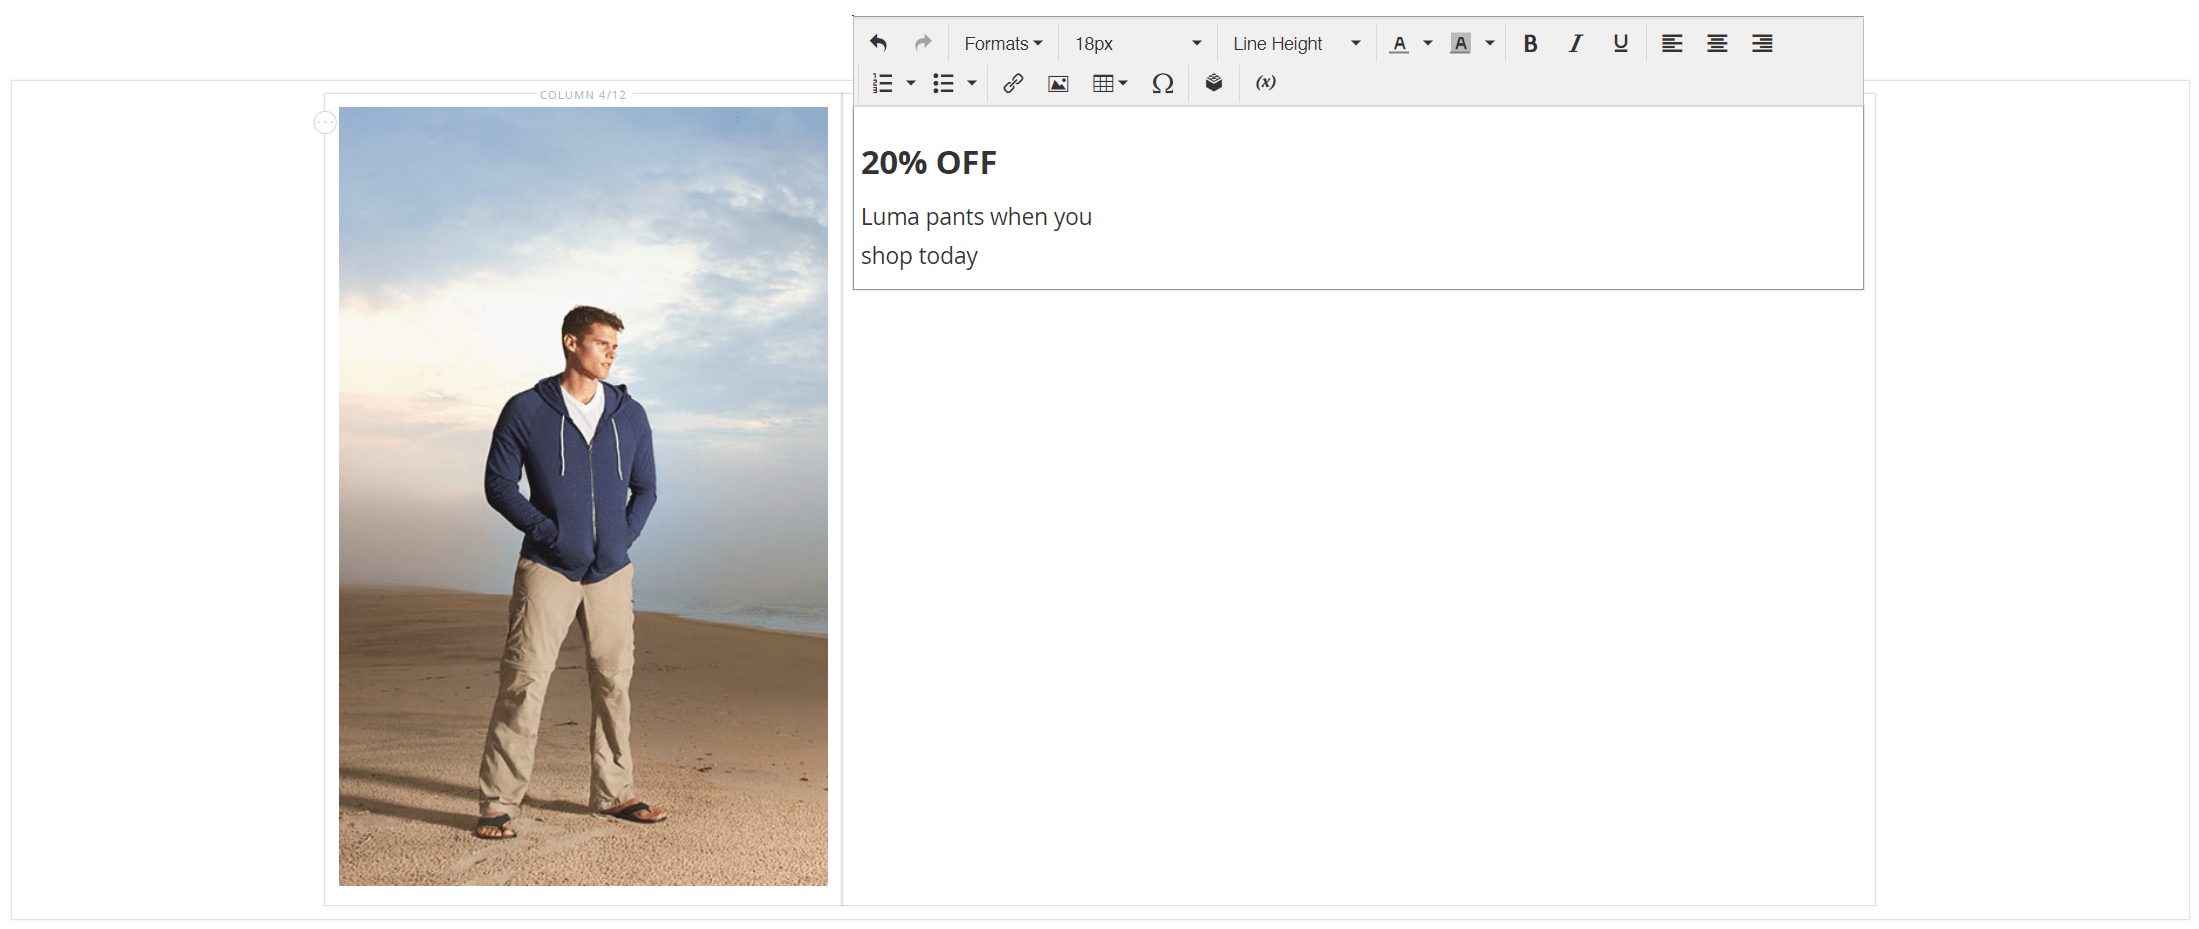 Formats
18px
Line Height
A
A
B
I
U
Ω
(x)
COLUMN 4/12
20% OFF
Luma pants when you
shop today